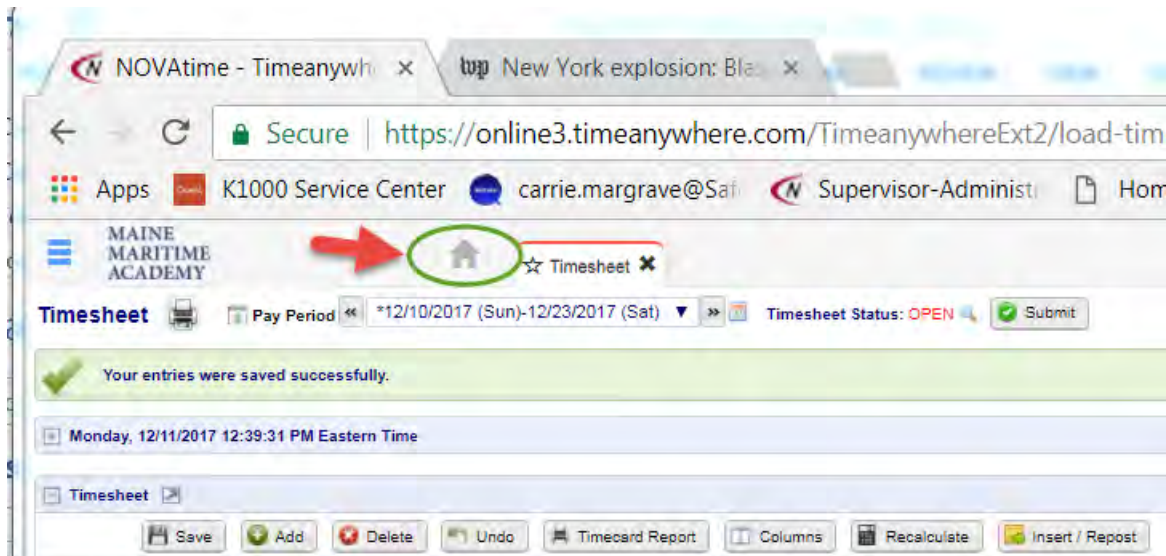 NOVAtime - Timeanywh
wp New York explosion: Blas
Secure | https://online3.timeanywhere.com/TimeanywhereExt2/load-tim
Apps K1000 Service Center carrie.margrave@Saf Supervisor-Administ Hom
MAINE
MARITIME
ACADEMY
Timesheet
Timesheet Pay Period *12/10/2017 (Sun)-12/23/2017 (Sat) Timesheet Status: OPEN Submit
Your entries were saved successfully.
Monday, 12/11/2017 12:39:31 PM Eastern Time
Timesheet
Save Add Delete Undo Timecard Report Columns Recalculate Insert / Repost